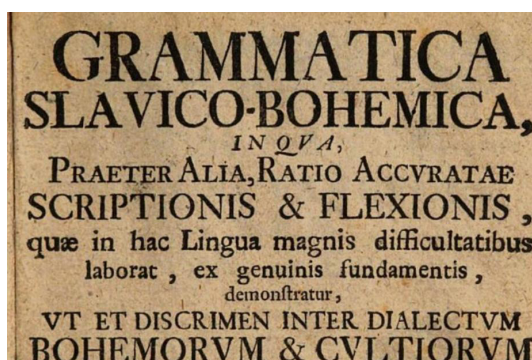 GRAMMATICA
SLAVICO-BOHEMICA,
IN QVA,
PRAETER ALIA, RATIO ACCVRATAE
SCRIPTIONIS & FLEXIONIS,
quæ in hac Lingua magnis difficultatibus
laborat, ex genuinis fundamentis,
demonſtratur,
VT ET DISCRIMEN INTER DIALECTVM
BOHEMORVM & CVLTIORVM